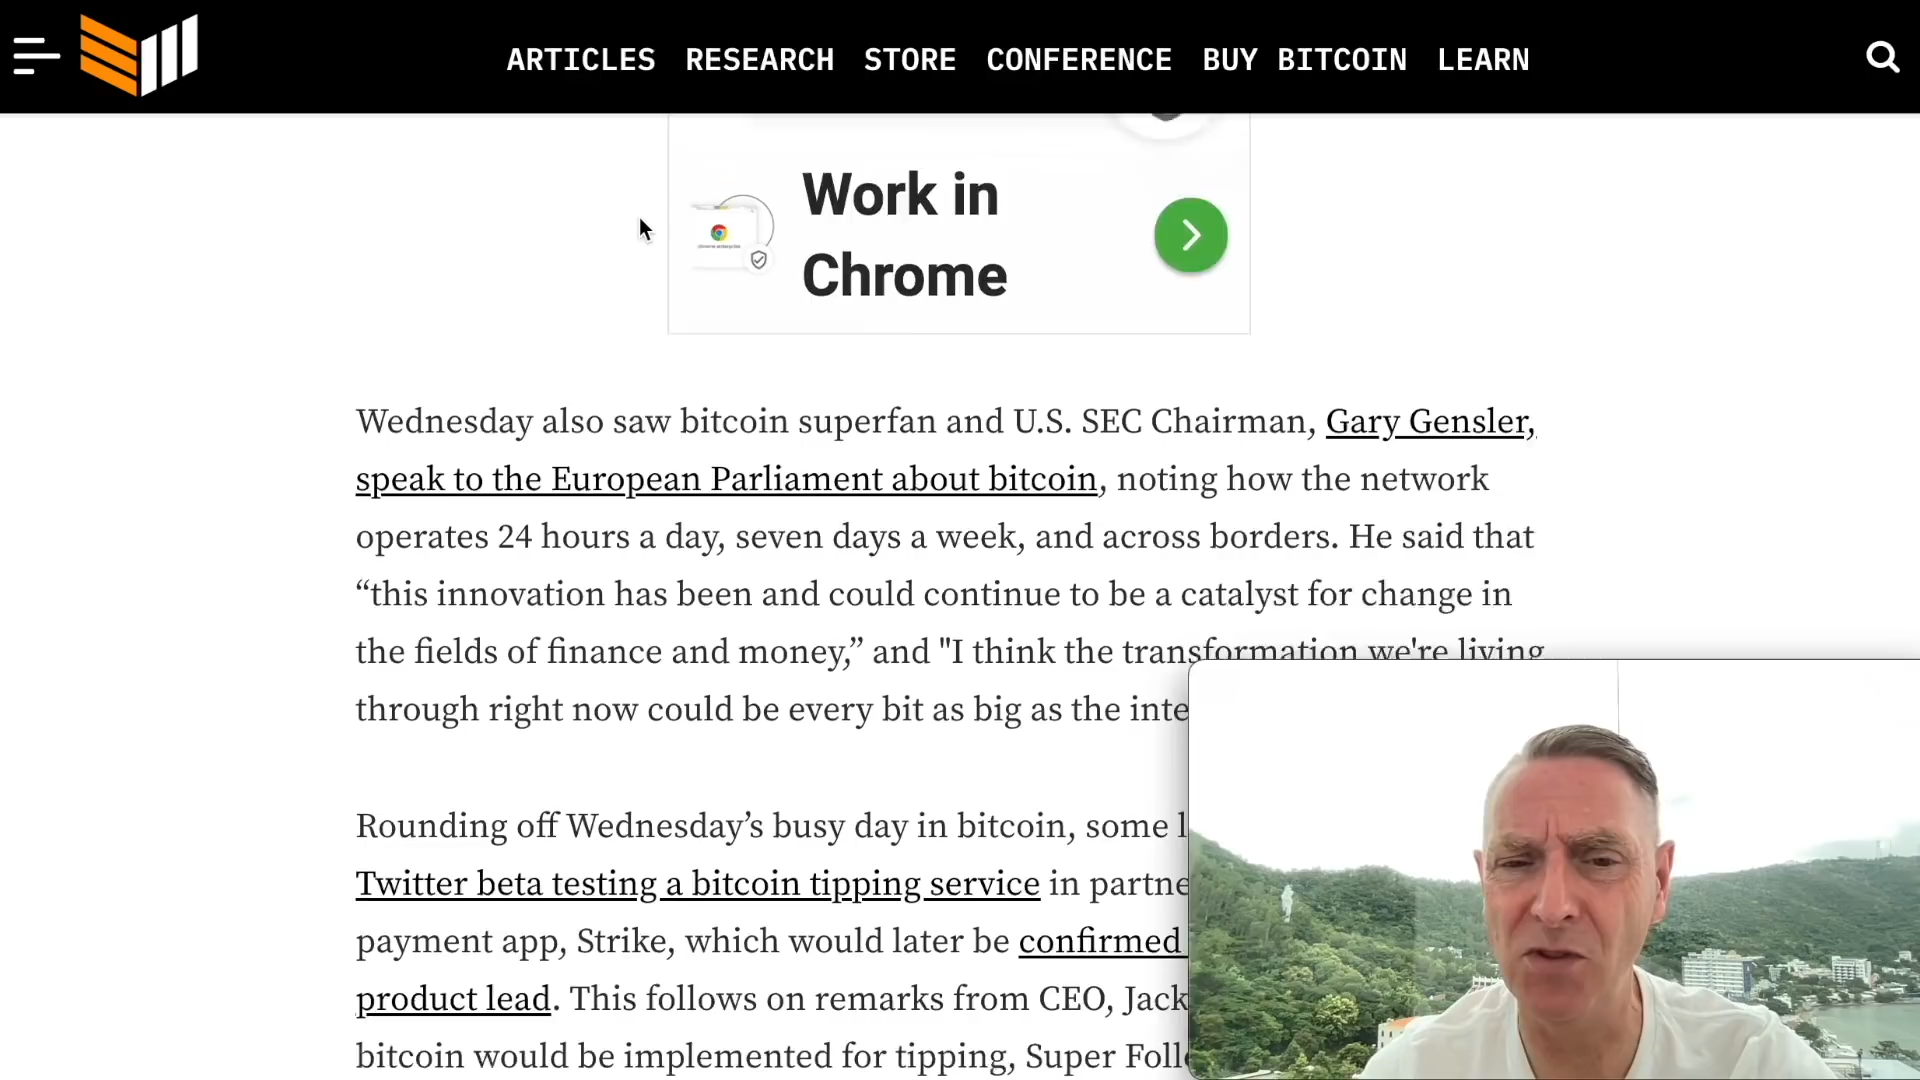 ARTICLES RESEARCH STORE CONFERENCE BUY BITCOIN LEARN
Work in
Chrome
Wednesday also saw bitcoin superfan and U.S. SEC Chairman, Gary Gensler,
speak to the European Parliament about bitcoin, noting how the network
operates 24 hours a day, seven days a week, and across borders. He said that
“this innovation has been and could continue to be a catalyst for change in
the fields of finance and money,” and "I think the transformation we're living
through right now could be every bit as big as the inte
Rounding off Wednesday’s busy day in bitcoin, some l
Twitter beta testing a bitcoin tipping service in partne
payment app, Strike, which would later be confirmed
product lead. This follows on remarks from CEO, Jack
bitcoin would be implemented for tipping, Super Follo